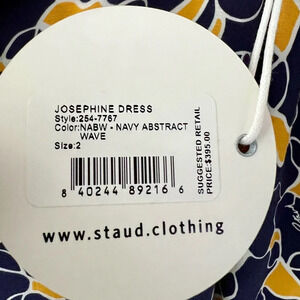 JOSEPHINE DRESS
Style:254-7767
Color:NABW - NAVY ABSTRACT
WAVE
Size:2
SUGGESTED RETAIL
PRICE:$395.00
8 40244 89216 6
www.staud.clothing